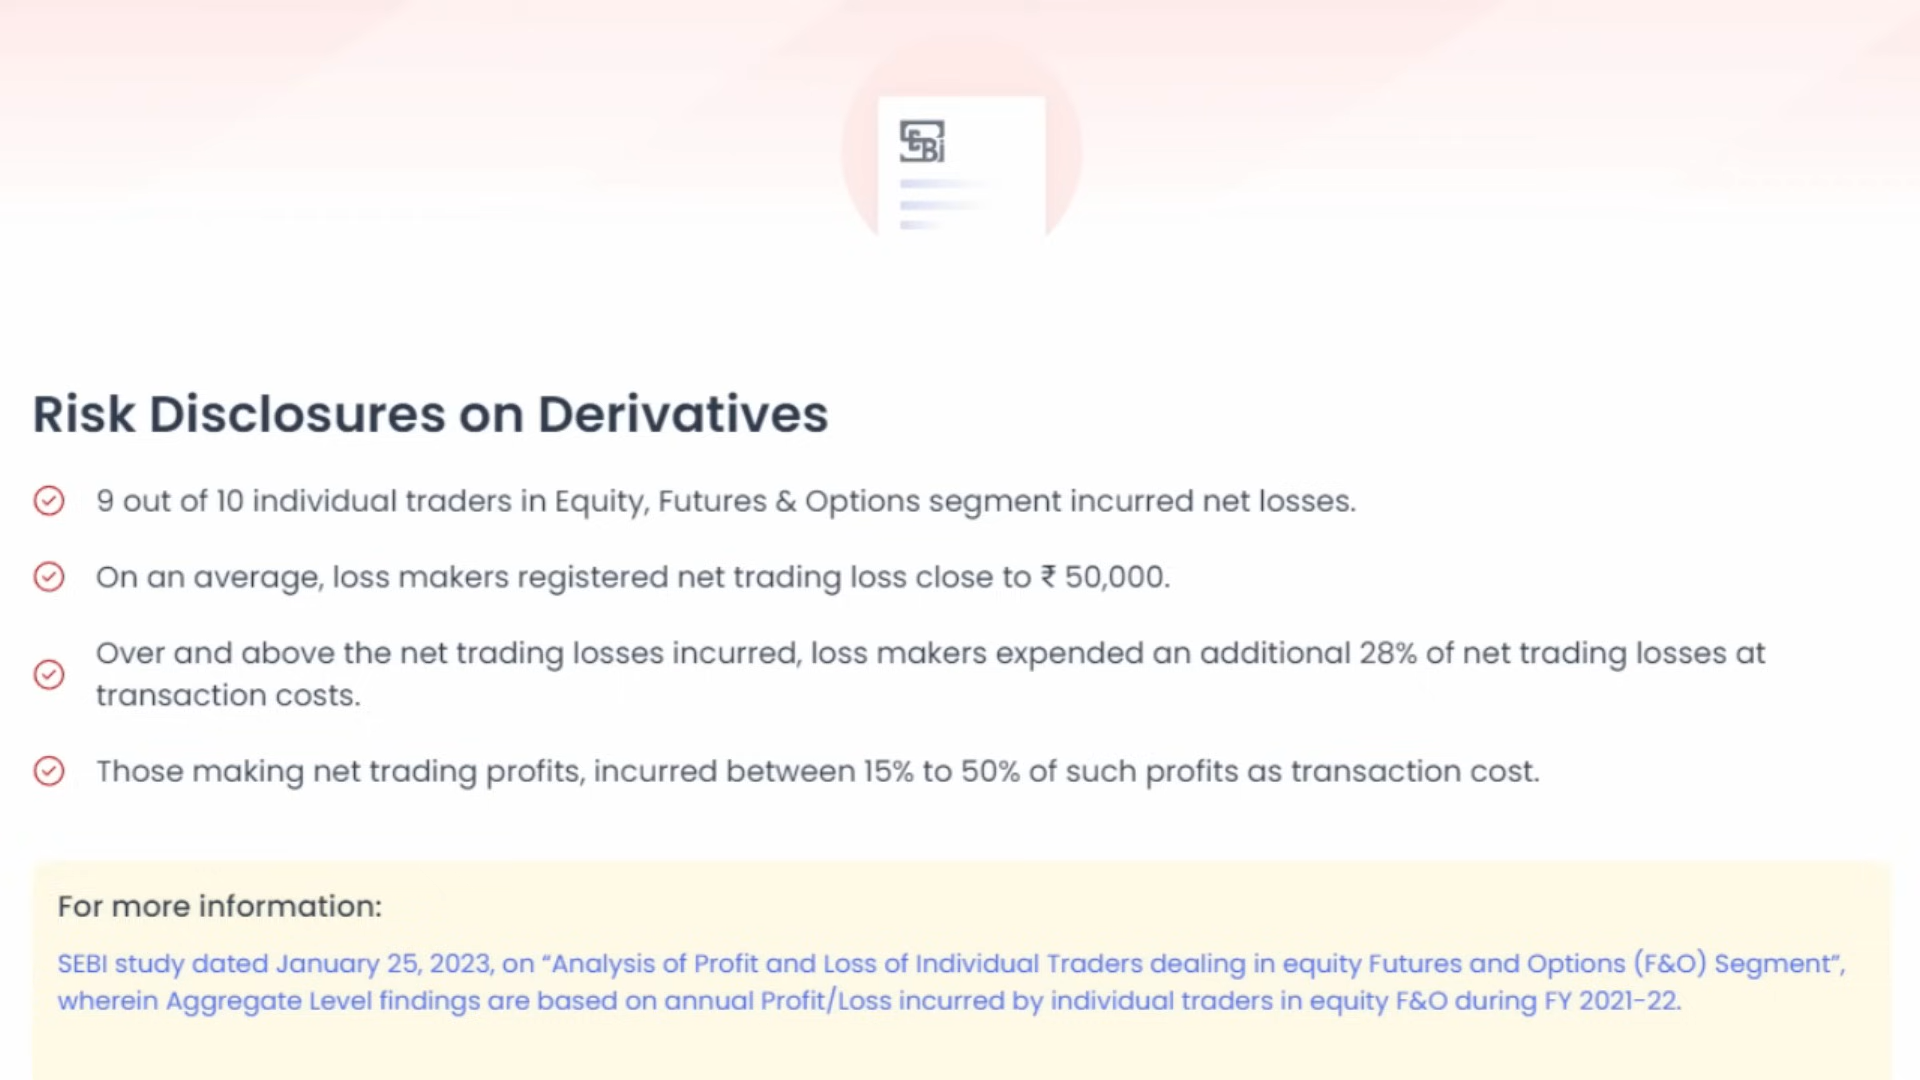 SEBI
Risk Disclosures on Derivatives
9 out of 10 individual traders in Equity, Futures & Options segment incurred net losses.
On an average, loss makers registered net trading loss close to ₹ 50,000.
Over and above the net trading losses incurred, loss makers expended an additional 28% of net trading losses at
transaction costs.
Those making net trading profits, incurred between 15% to 50% of such profits as transaction cost.
For more information:
SEBI study dated January 25, 2023, on “Analysis of Profit and Loss of Individual Traders dealing in equity Futures and Options (F&O) Segment”,
wherein Aggregate Level findings are based on annual Profit/Loss incurred by individual traders in equity F&O during FY 2021-22.